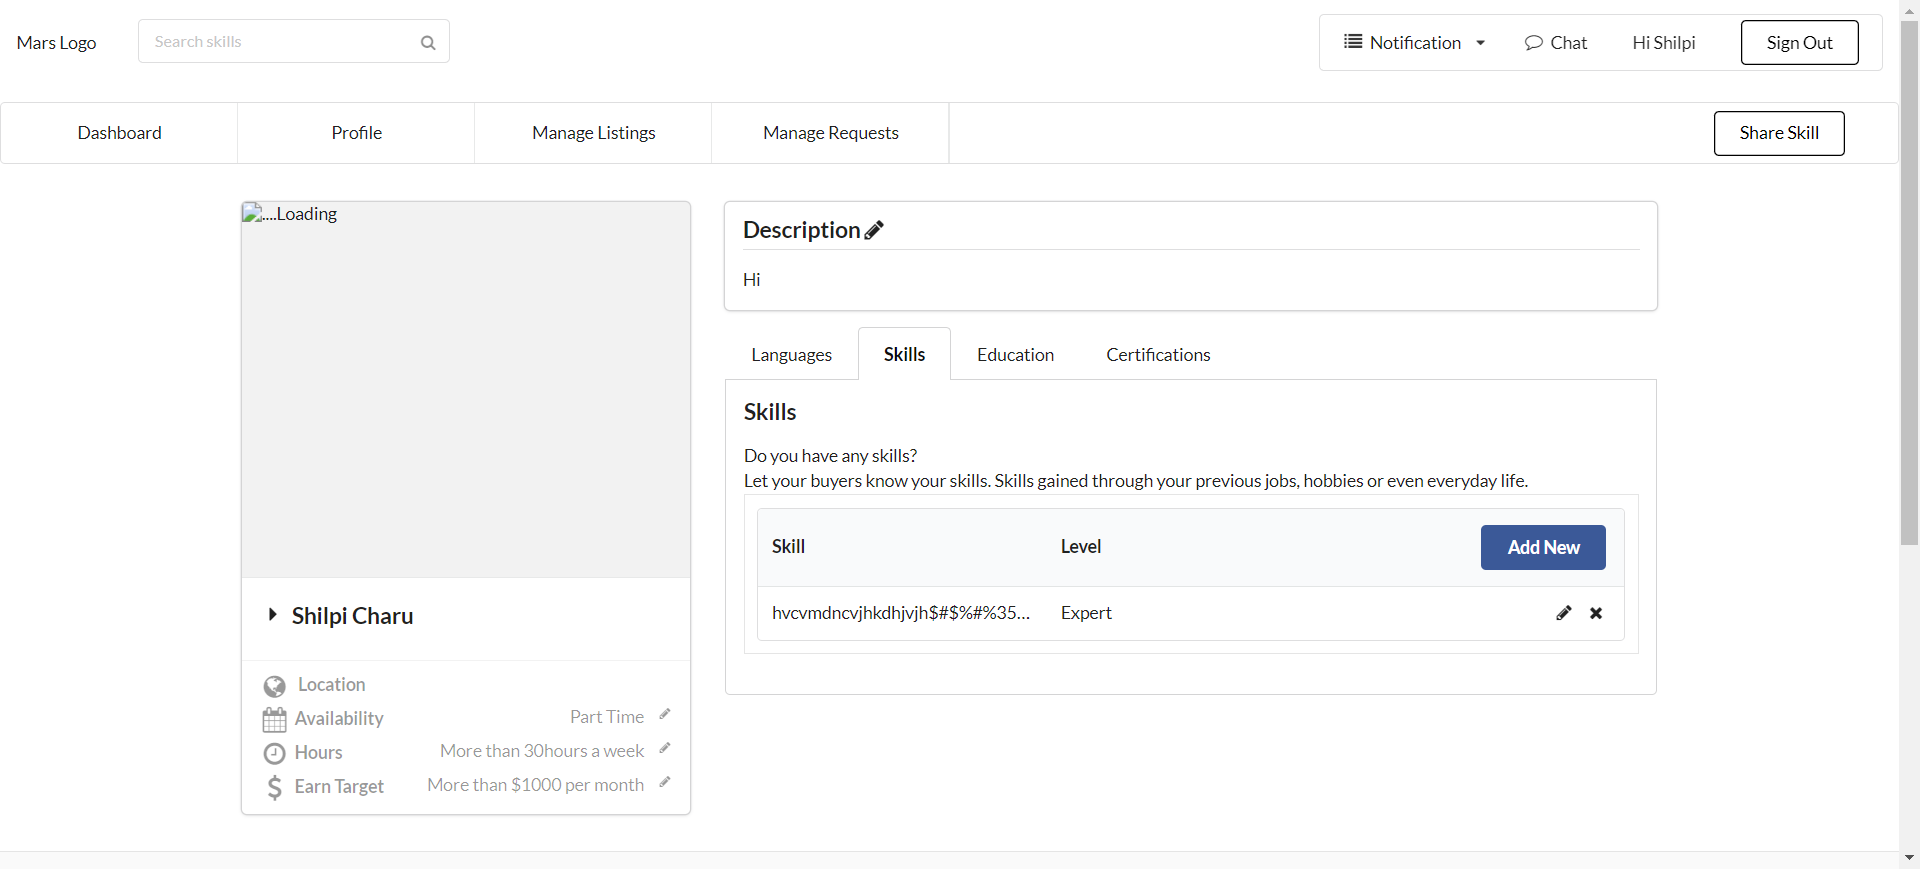 Mars Logo
Search skills
Notification
Chat
Hi Shilpi
Sign Out
Dashboard
Profile
Manage Listings
Manage Requests
Share Skill
....Loading
Shilpi Charu
Location
Availability
Part Time
Hours
More than 30hours a week
Earn Target
More than $1000 per month
Description
Hi
Languages
Skills
Education
Certifications
Skills
Do you have any skills?
Let your buyers know your skills. Skills gained through your previous jobs, hobbies or even everyday life.
Skill
Level
Add New
hvcvmdncvjhkdhjvjh$#$%#%35...
Expert